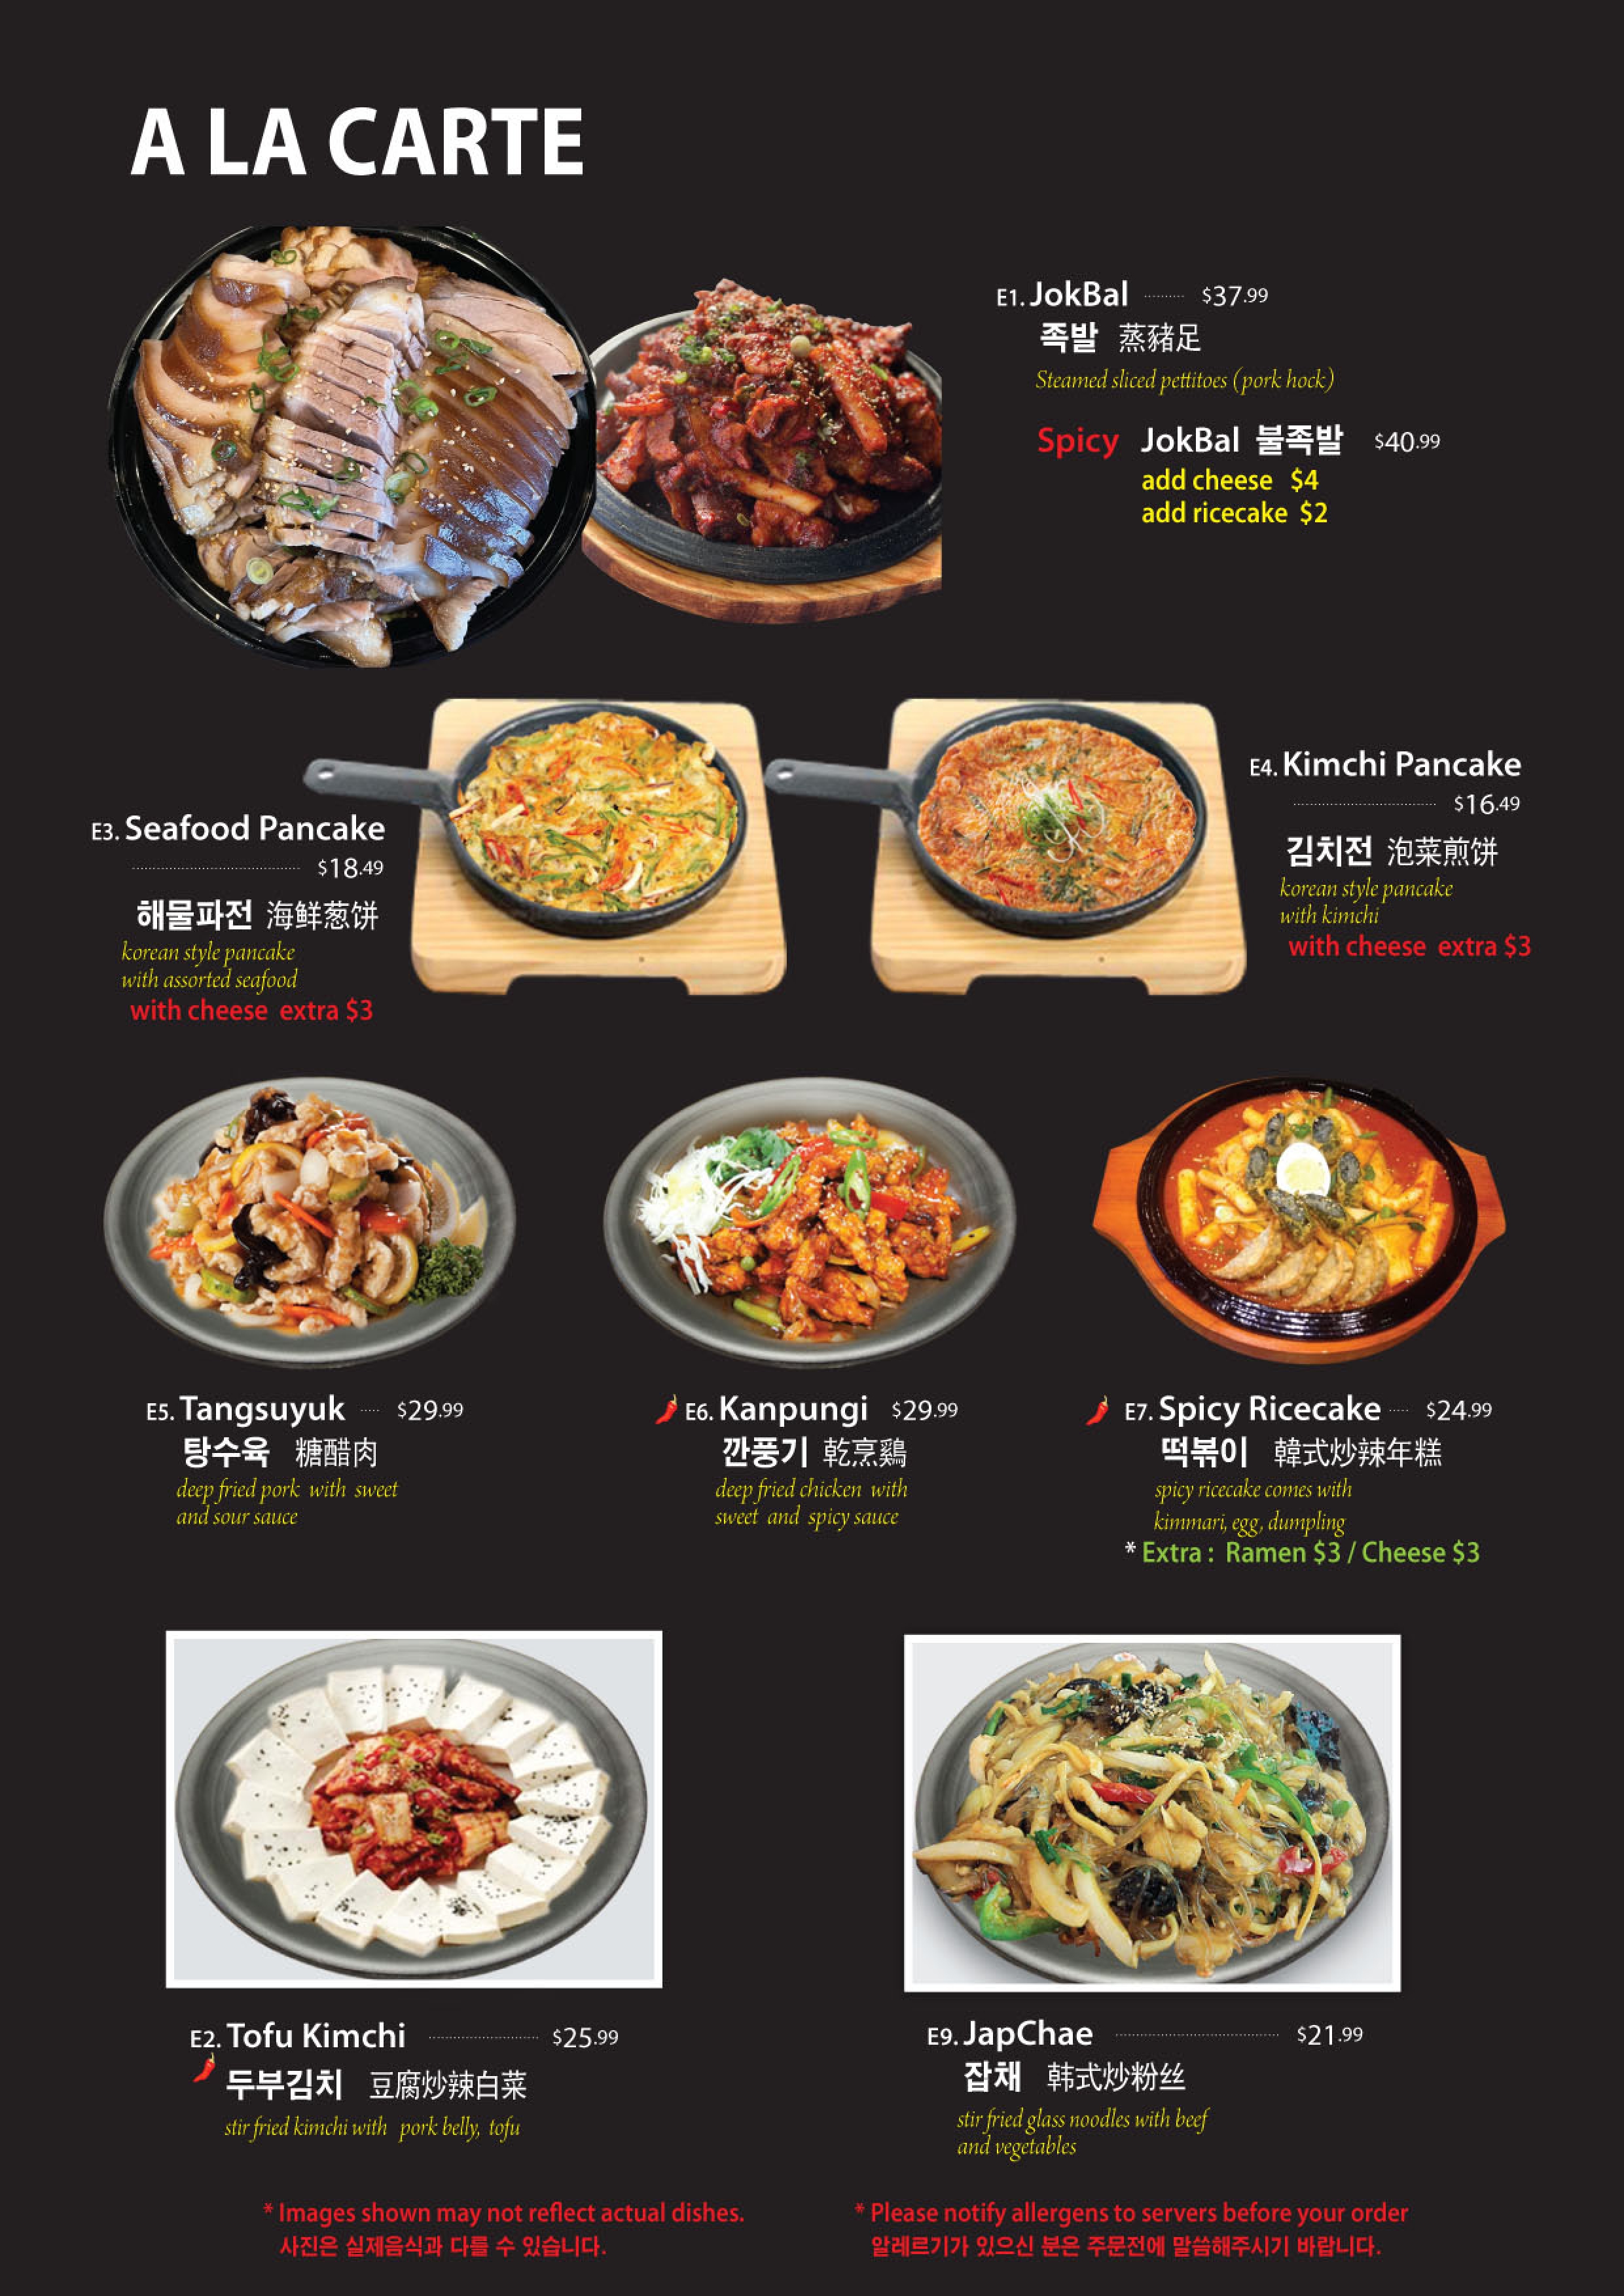 A LA CARTE
E1. JokBal ·········· $37.99
족발 蒸豬足
Steamed sliced pettitoes (pork hock)
Spicy JokBal 불족발 $40.99
add cheese $4
add ricecake $2
E3. Seafood Pancake
·········· $18.49
해물파전 海鲜葱饼
korean style pancake
with assorted seafood
with cheese extra $3
E4. Kimchi Pancake
·········· $16.49
김치전 泡菜煎饼
korean style pancake
with kimchi
with cheese extra $3
E5. Tangsuyuk ····· $29.99
탕수육 糖醋肉
deep fried pork with sweet
and sour sauce
E6. Kanpungi $29.99
깐풍기 乾烹鷄
deep fried chicken with
sweet and spicy sauce
E7. Spicy Ricecake ····· $24.99
떡볶이 韓式炒辣年糕
spicy ricecake comes with
kimmari, egg, dumpling
* Extra : Ramen $3 / Cheese $3
E2. Tofu Kimchi ·········· $25.99
두부김치 豆腐炒辣白菜
stir fried kimchi with pork belly, tofu
E9. JapChae ·········· $21.99
잡채 韩式炒粉丝
stir fried glass noodles with beef
and vegetables
* Images shown may not reflect actual dishes.
사진은 실제음식과 다를 수 있습니다.
* Please notify allergens to servers before your order
알레르기가 있으신 분은 주문전에 말씀해주시기 바랍니다.